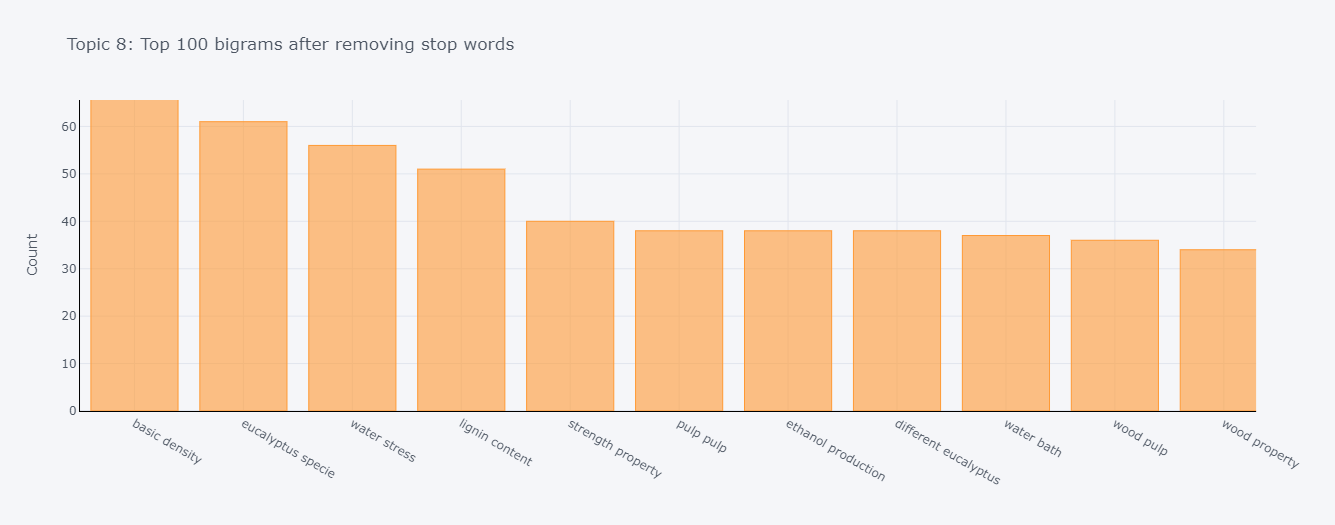 Topic 8: Top 100 bigrams after removing stop words
Count
60
50
40
30
20
10
0
basic density
eucalyptus specie
water stress
lignin content
strength property
pulp pulp
ethanol production
different eucalyptus
water bath
wood pulp
wood property